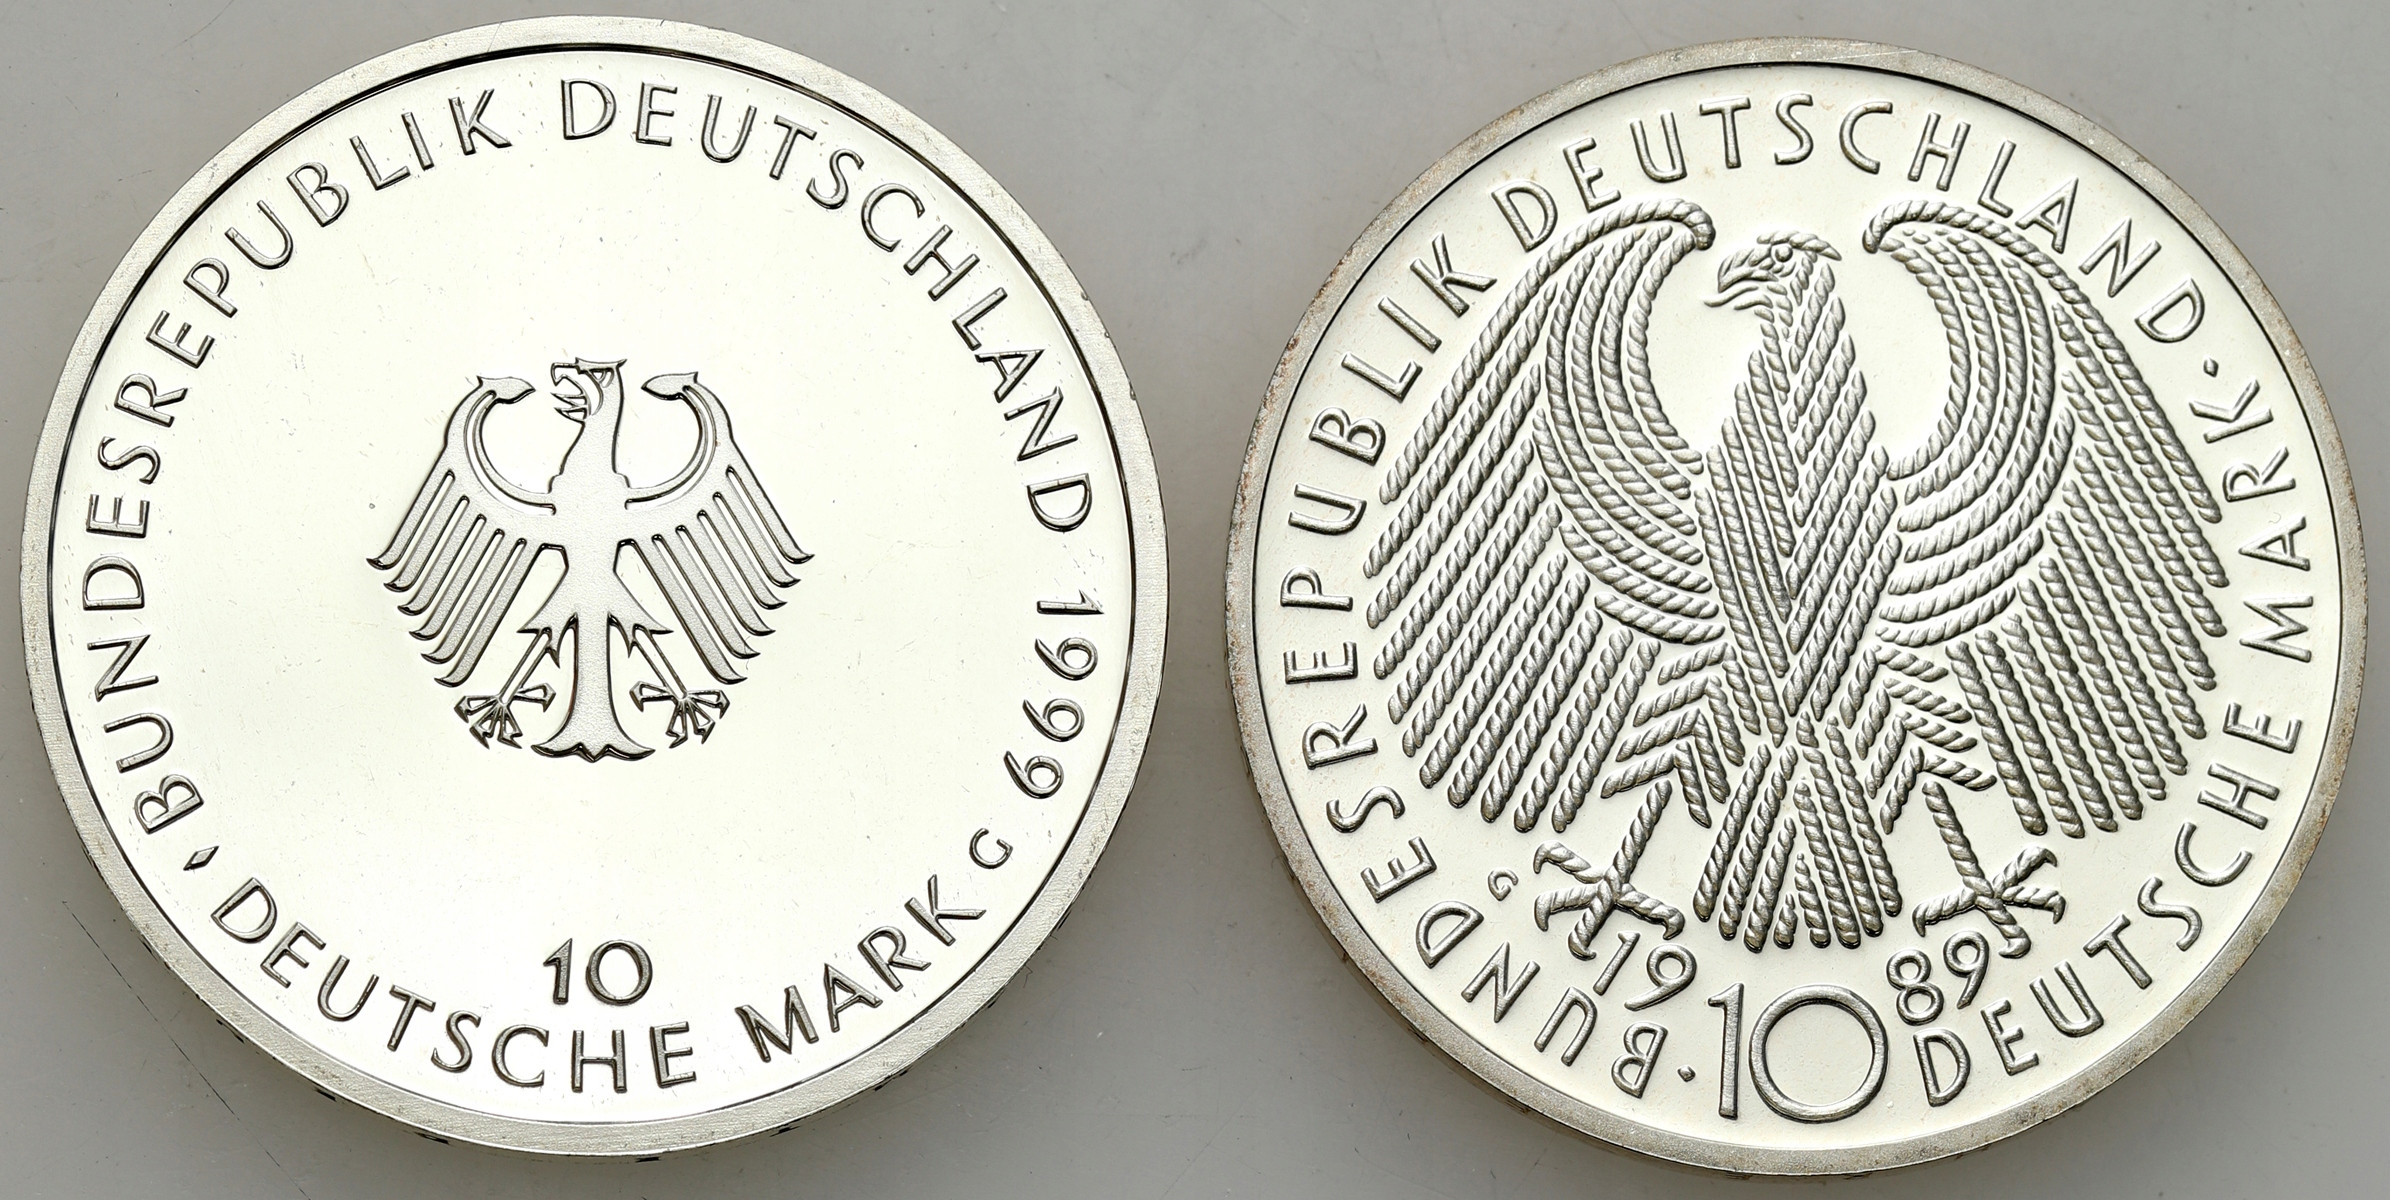 BUNDESREPUBLIK DEUTSCHLAND 1999 G
10
DEUTSCHE MARK
BUNDESREPUBLIK DEUTSCHLAND · 10 DEUTSCHE MARK ·
G
19 89